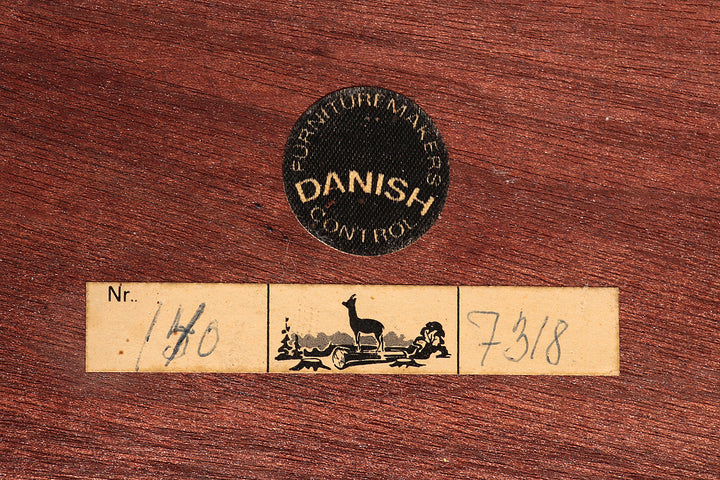 FURNITUREMAKERS
DANISH
CONTROL
Nr..
7318